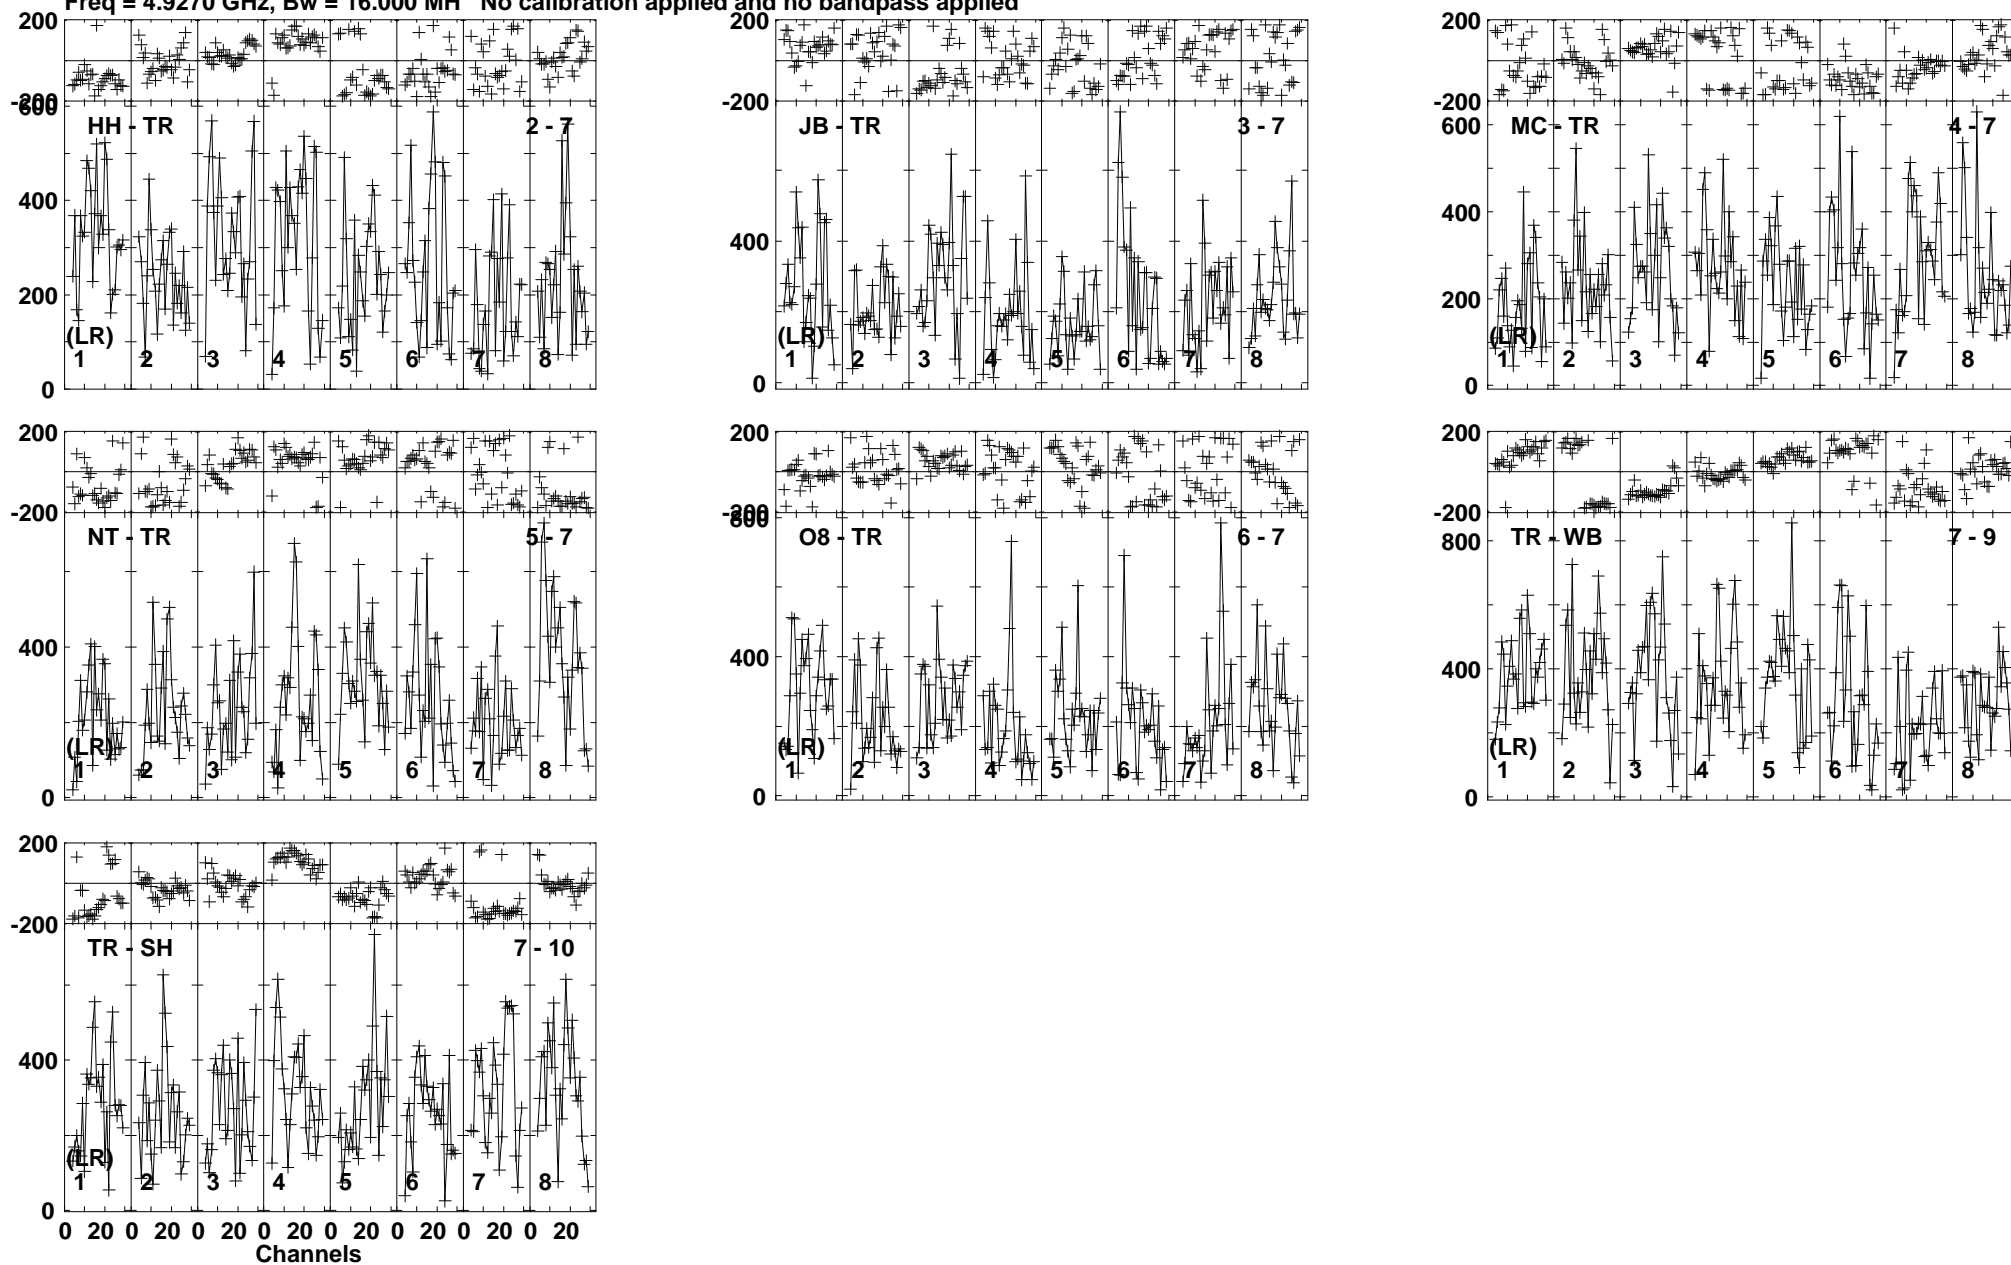 Freq = 4.9270 GHz, Bw = 16.000 MH No calibration applied and no bandpass applied
200 200 200
-200 -200 -200
600 600
HH - TR 2 - 7 JB - TR 3 - 7 MC - TR 4 - 7
400 400 400
200 200
(LR) (LR) (LR)
1 2 3 4 5 6 7 8 1 2 3 4 5 6 7 8 1 2 3 4 5 6 7 8
0 0 0
200 200 200
-200 -200 -200
800 800
NT - TR 5 - 7 O8 - TR 6 - 7 TR - WB 7 - 9
400 400 400
(LR) (LR) (LR)
1 2 3 4 5 6 7 8 1 2 3 4 5 6 7 8 1 2 3 4 5 6 7 8
0 0 0
200
-200
TR - SH 7 - 10
400
(LR)
1 2 3 4 5 6 7 8
0
0 20 0 20 0 20 0 20 0 20 0 20 0 20 0 20
Channels